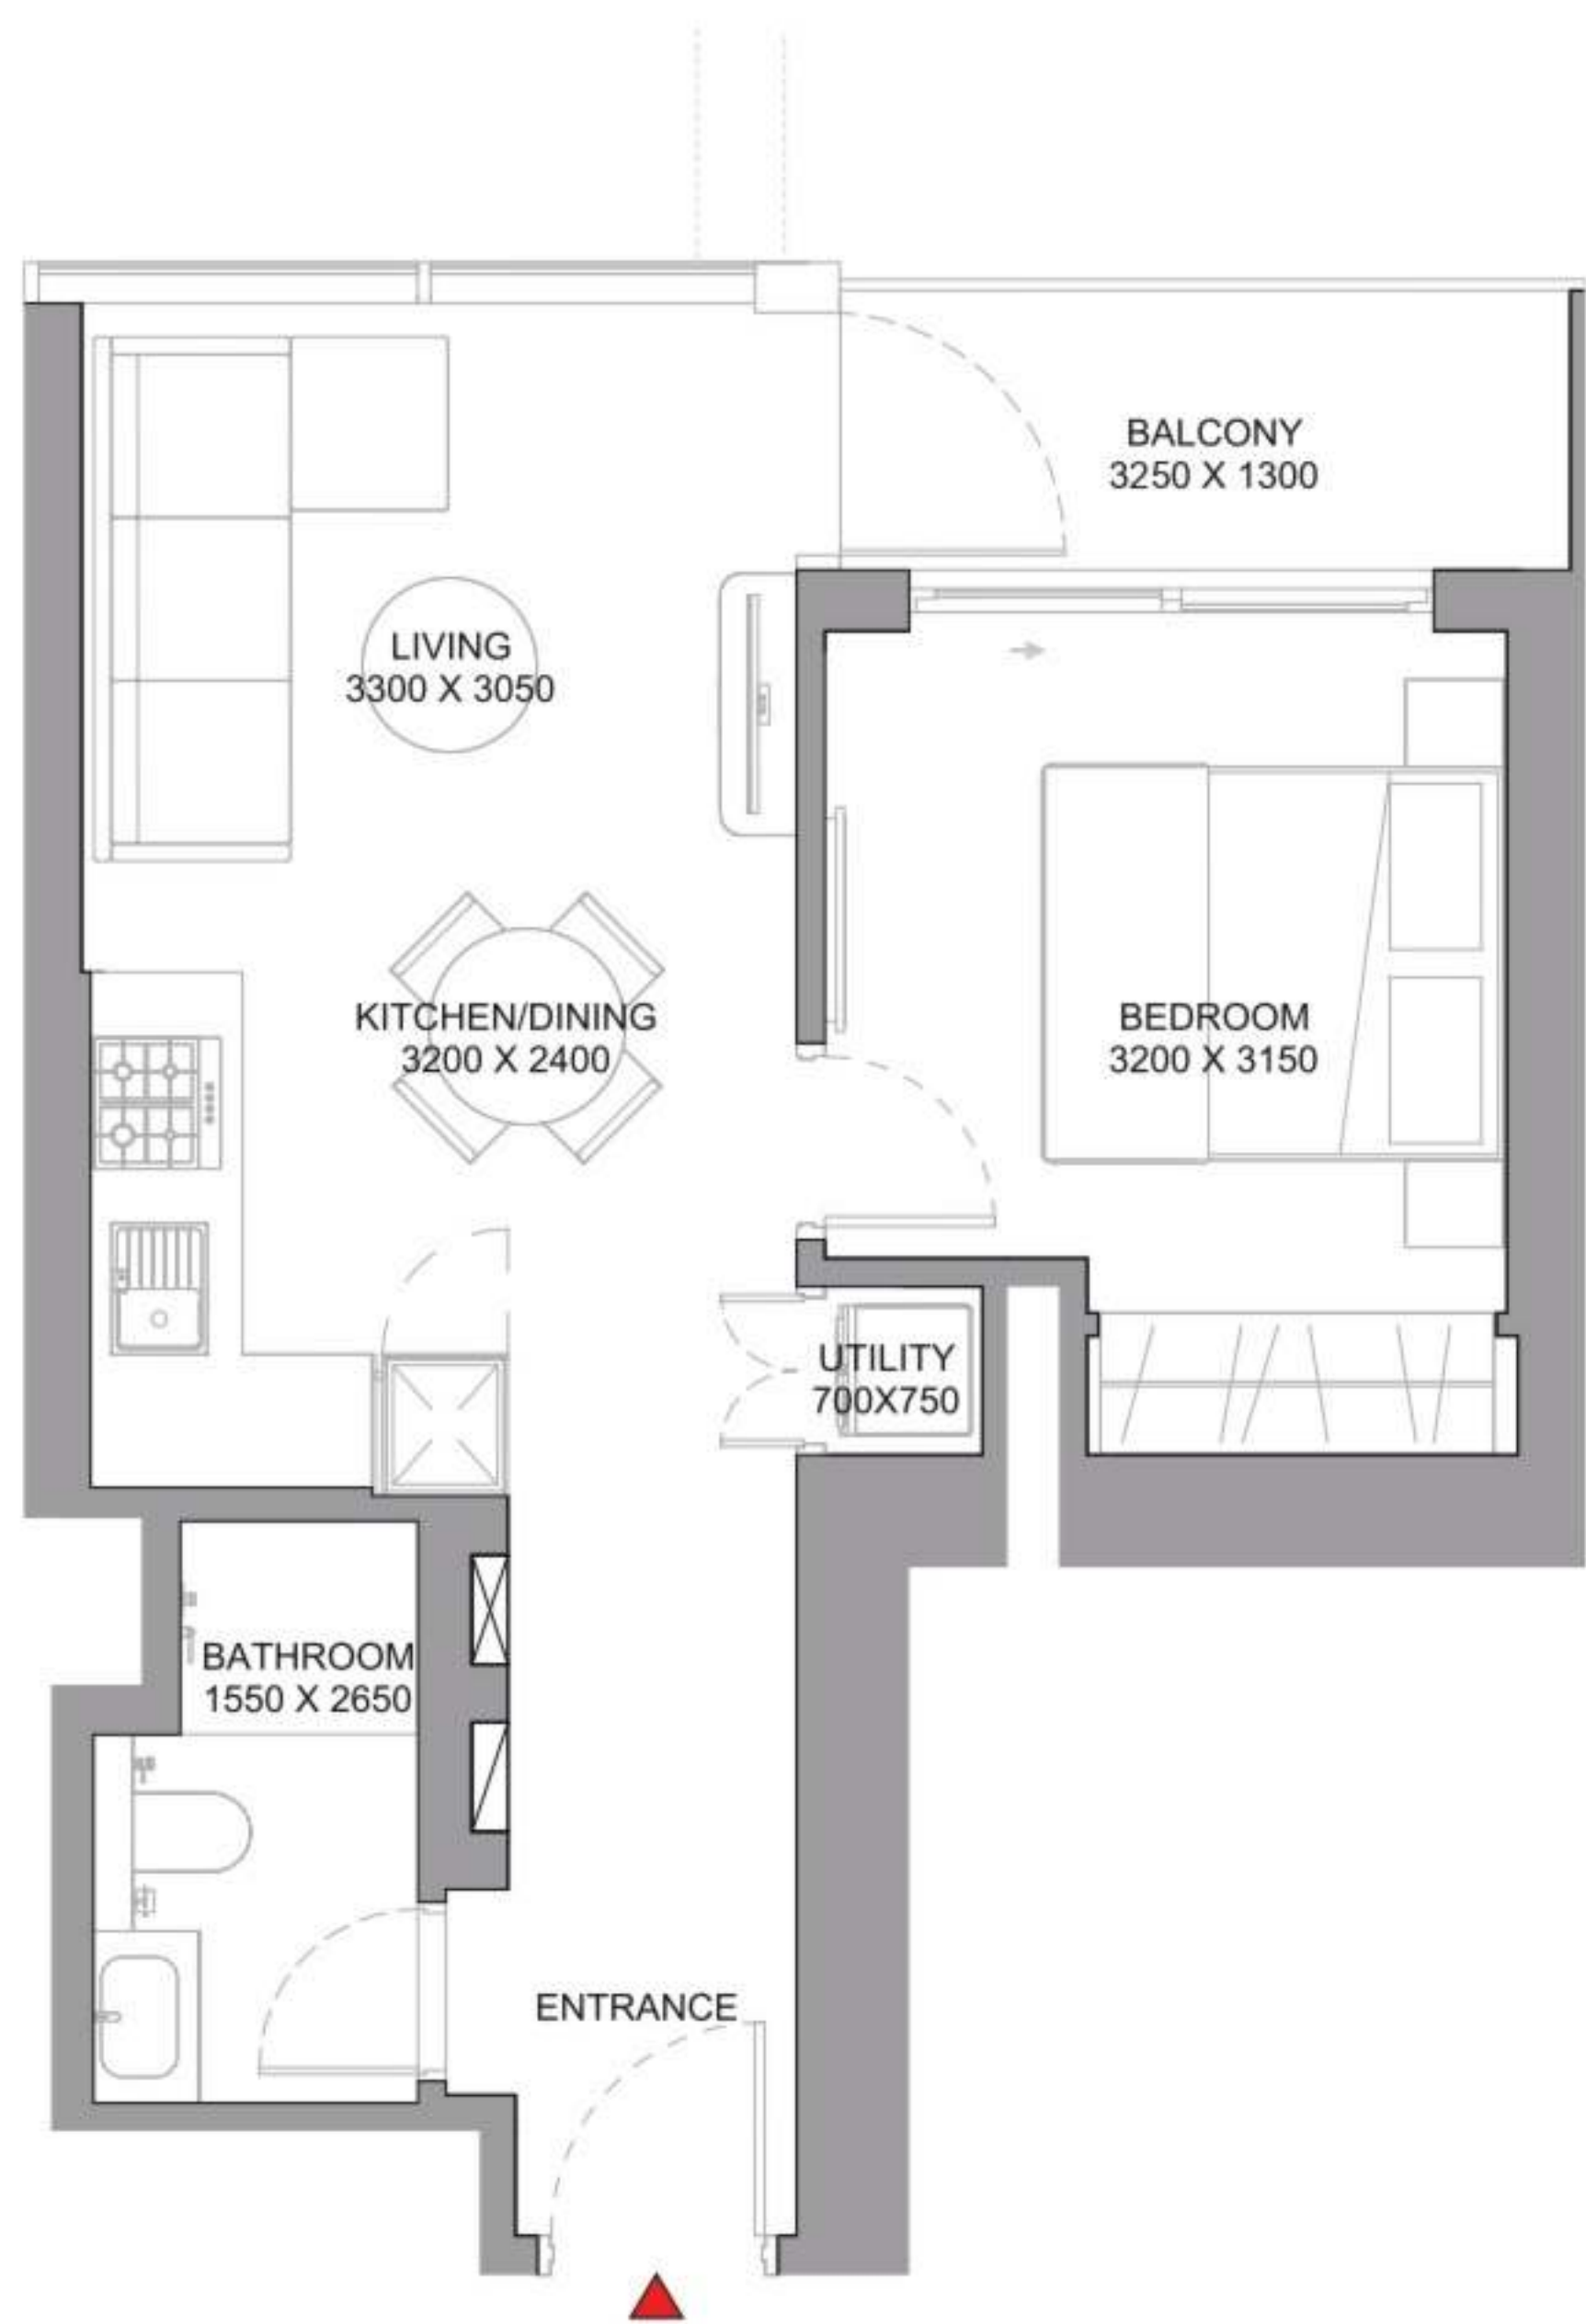 BALCONY
3250 X 1300
LIVING
3300 X 3050
KITCHEN/DINING
3200 X 2400
BEDROOM
3200 X 3150
UTILITY
700X750
BATHROOM
1550 X 2650
ENTRANCE